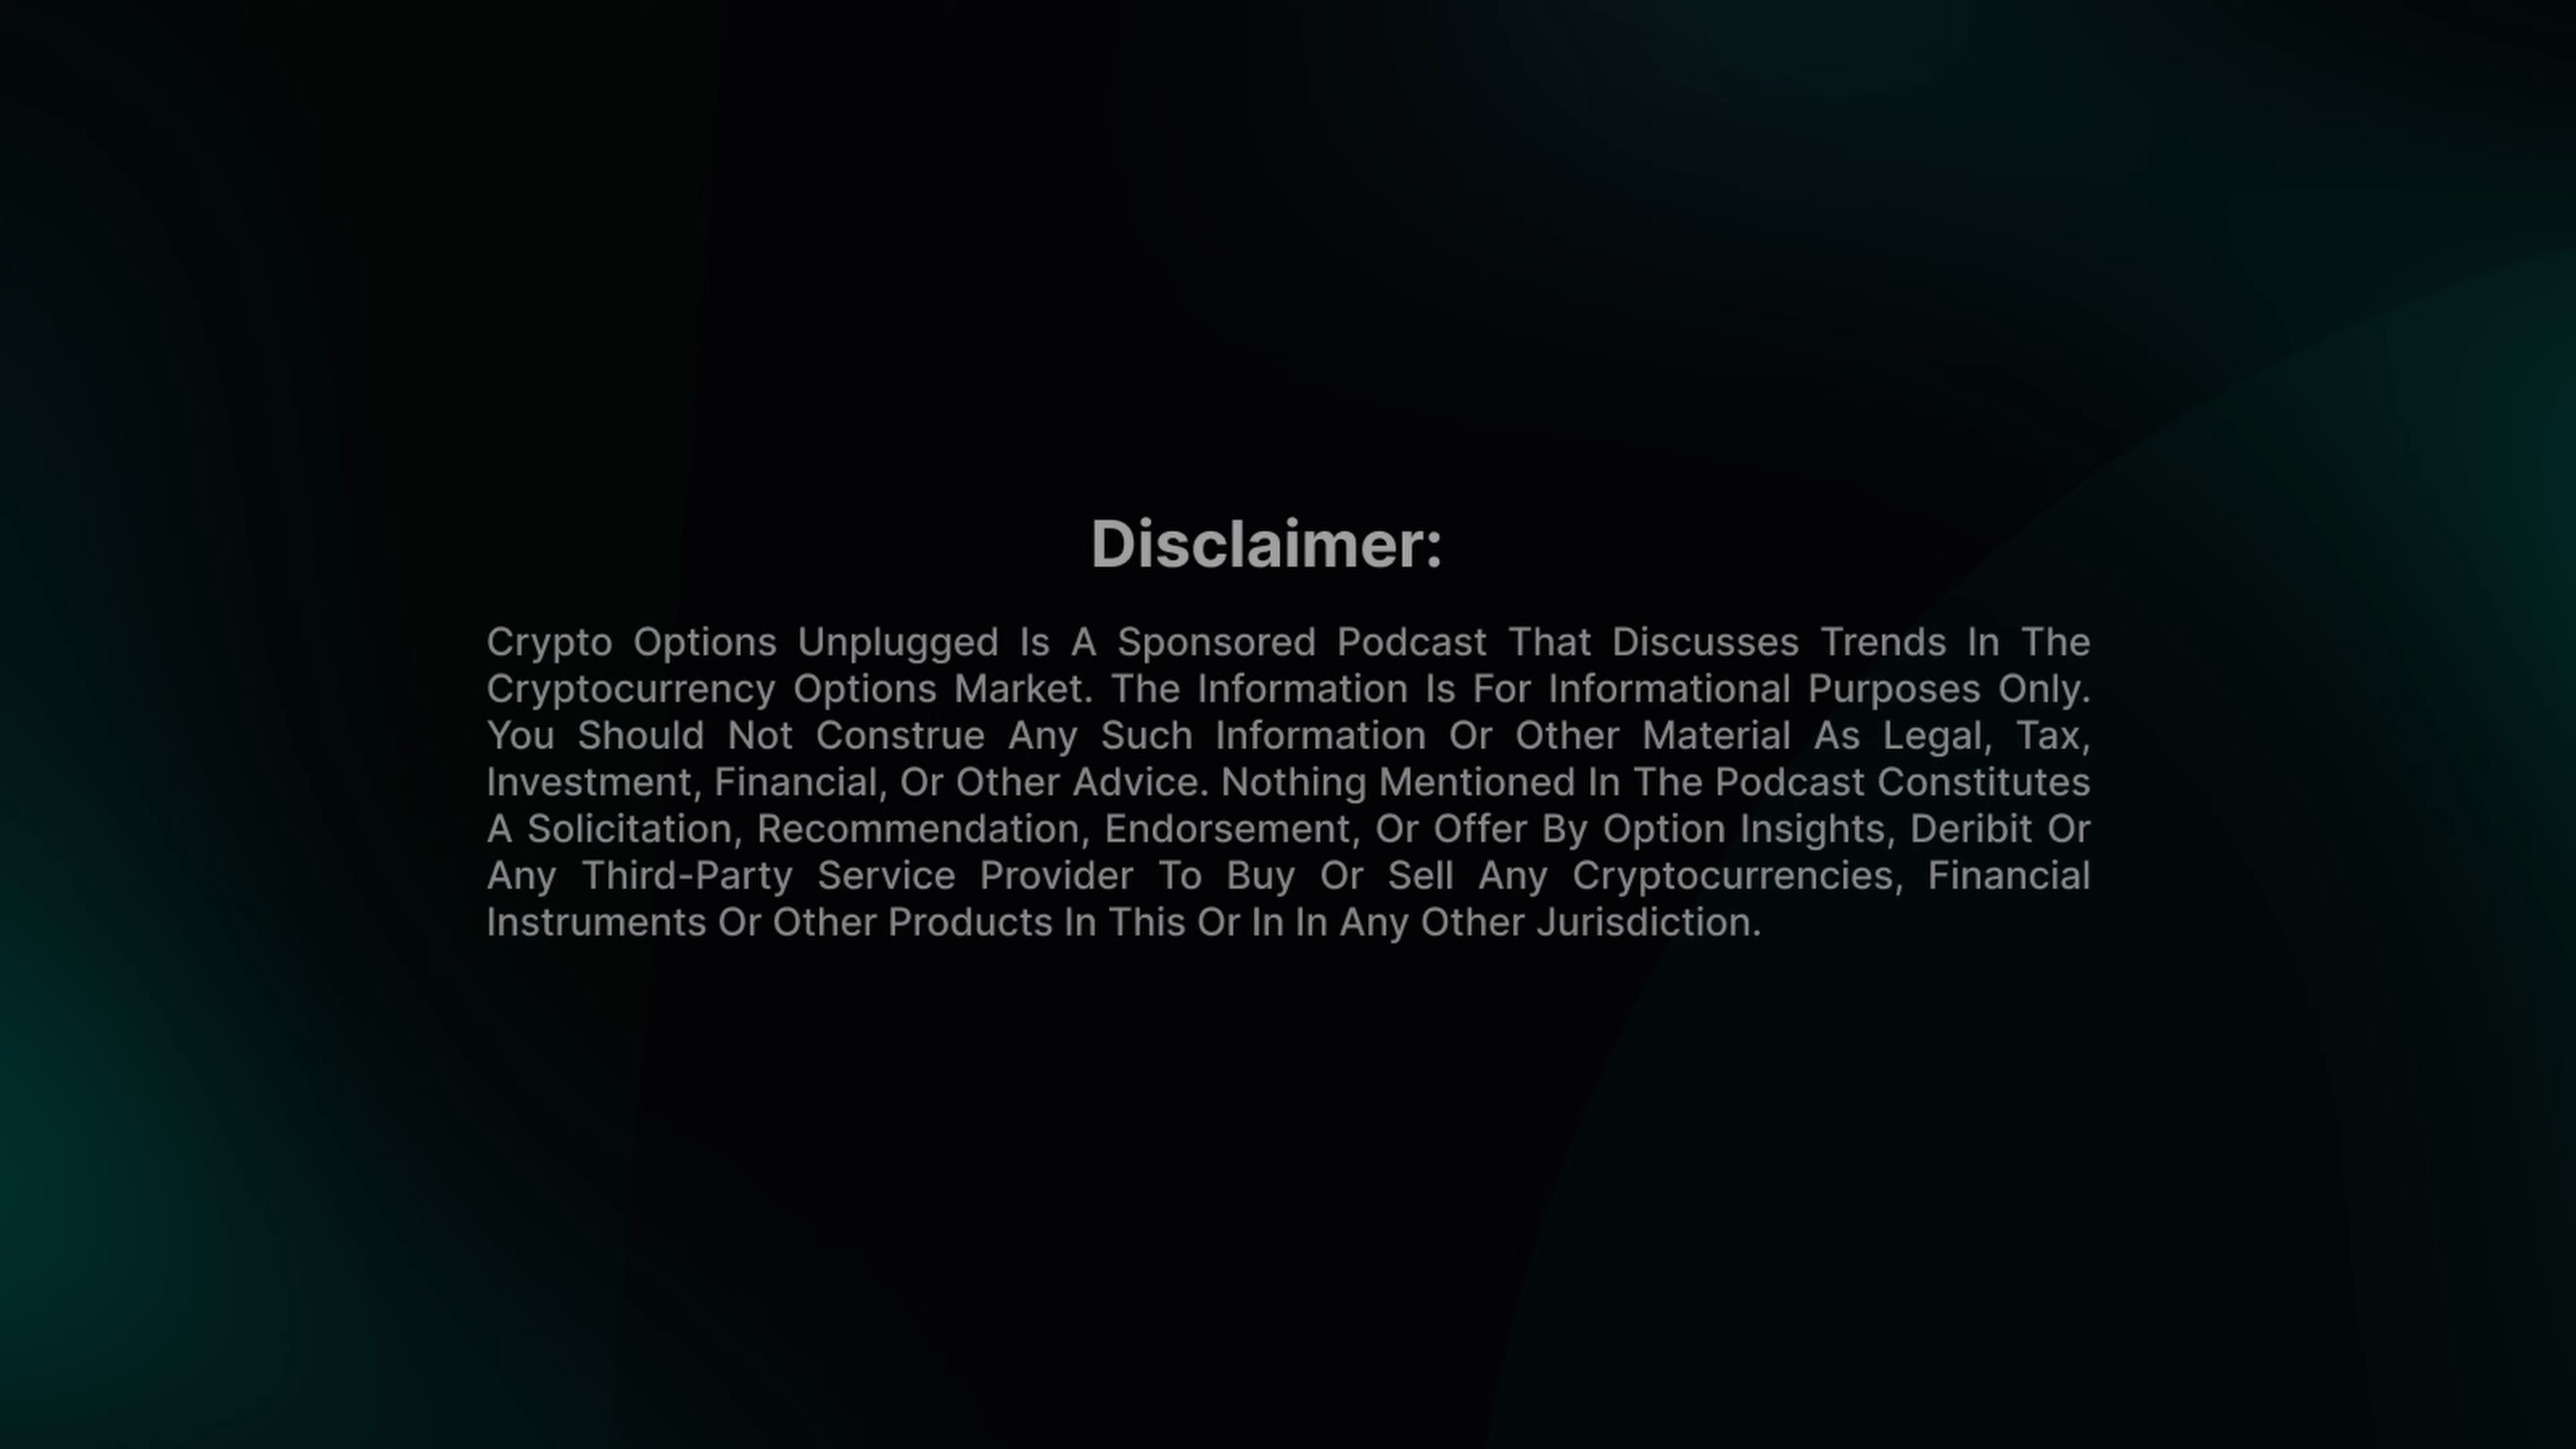 Disclaimer:
Crypto Options Unplugged Is A Sponsored Podcast That Discusses Trends In The
Cryptocurrency Options Market. The Information Is For Informational Purposes Only.
You Should Not Construe Any Such Information Or Other Material As Legal, Tax,
Investment, Financial, Or Other Advice. Nothing Mentioned In The Podcast Constitutes
A Solicitation, Recommendation, Endorsement, Or Offer By Option Insights, Deribit Or
Any Third-Party Service Provider To Buy Or Sell Any Cryptocurrencies, Financial
Instruments Or Other Products In This Or In In Any Other Jurisdiction.